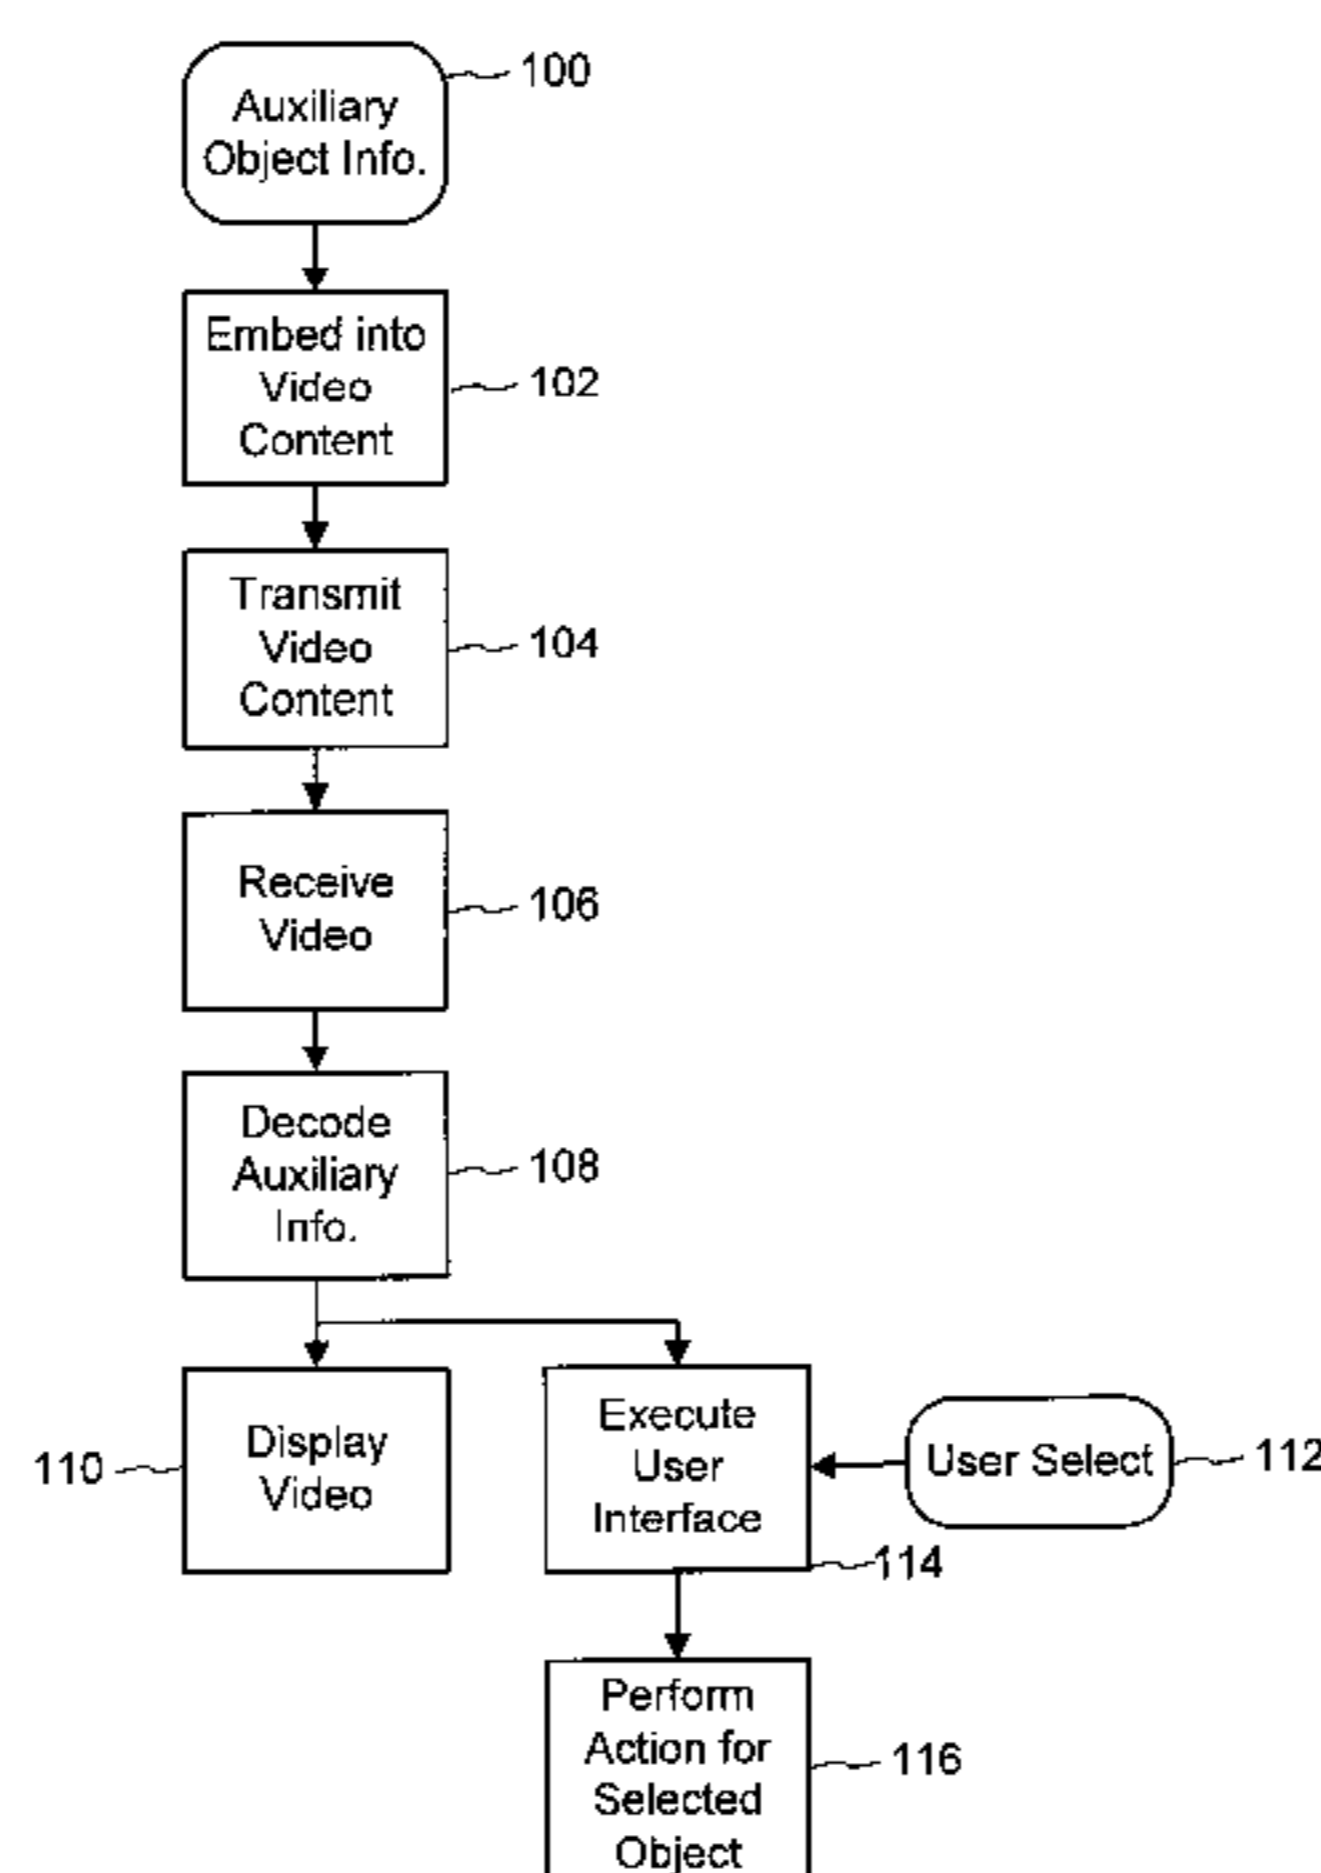 100
Auxiliary
Object Info.
Embed into
Video
Content
102
Transmit
Video
Content
104
Receive
Video
106
Decode
Auxiliary
Info.
108
110
Display
Video
Execute
User
Interface
114
User Select
112
Perform
Action for
Selected
Object
116